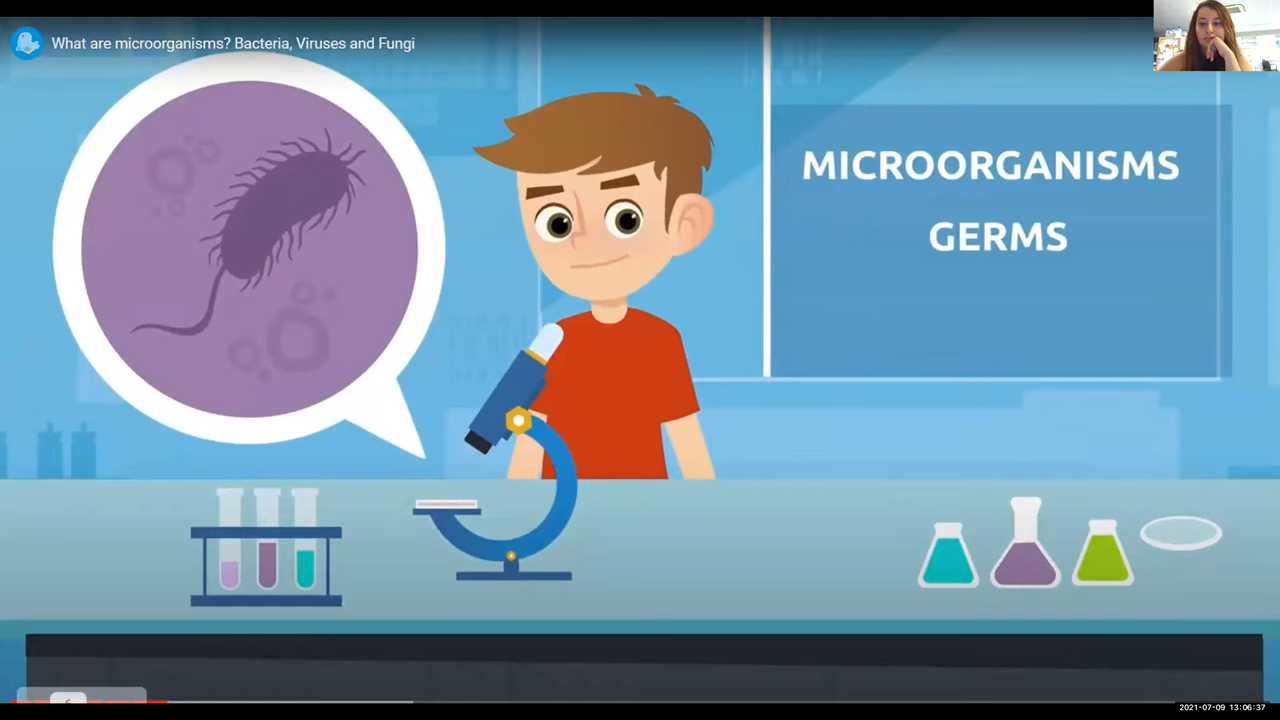 What are microorganisms? Bacteria, Viruses and Fungi
MICROORGANISMS
GERMS
2021-07-09 13:06:37